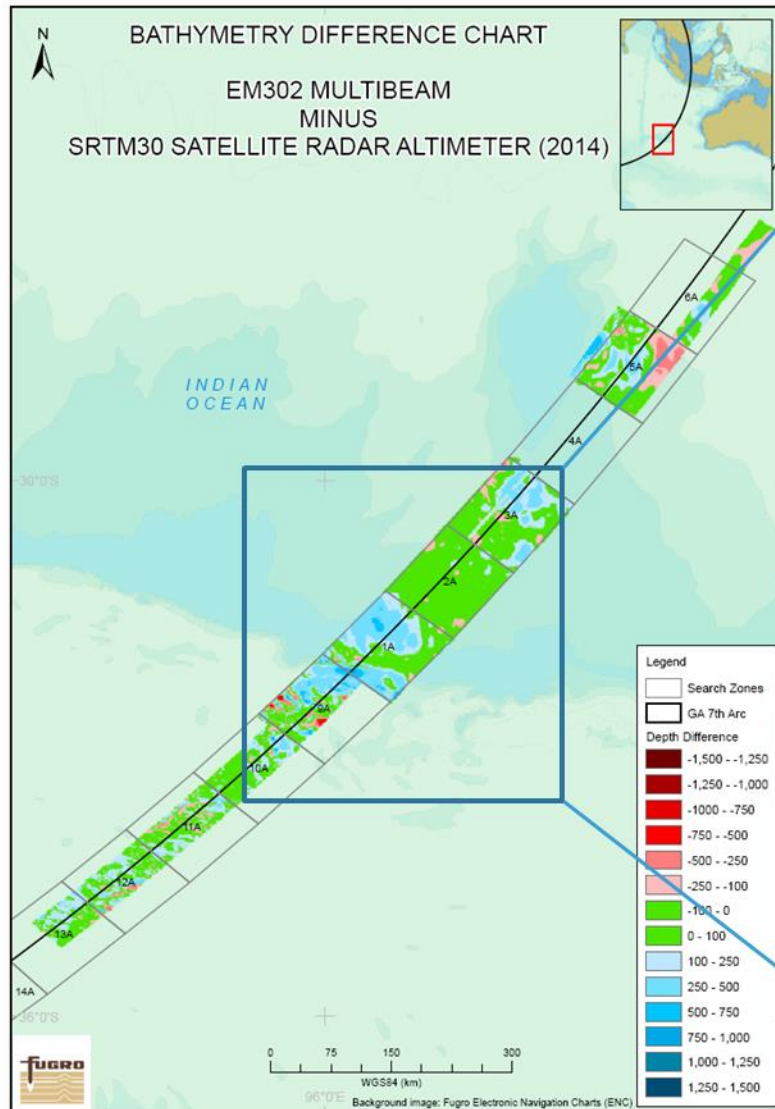 BATHYMETRY DIFFERENCE CHART
EM302 MULTIBEAM
MINUS
SRTM30 SATELLITE RADAR ALTIMETER (2014)
N
INDIAN
OCEAN
6A
5A
4A
30°0'S
3A
2A
1A
9A
10A
11A
12A
13A
14A
36°0'S
96°0'E
Legend
Search Zones
GA 7th Arc
Depth Difference
-1,500 - -1,250
-1,250 - -1,000
-1000 - -750
-750 - -500
-500 - -250
-250 - -100
-100 - 0
0 - 100
100 - 250
250 - 500
500 - 750
750 - 1,000
1,000 - 1,250
1,250 - 1,500
FUGRO
0 75 150 300
WGS84 (km)
Background image: Fugro Electronic Navigation Charts (ENC)